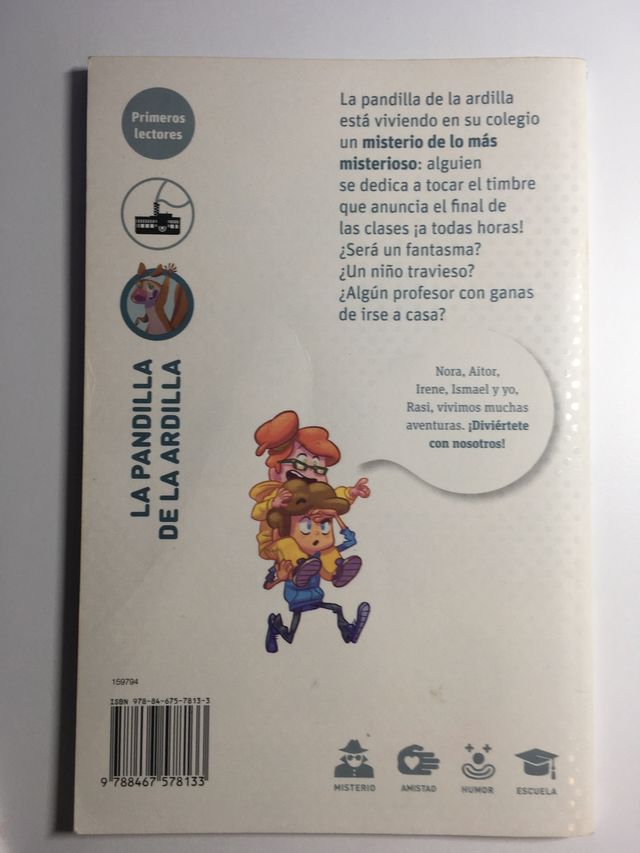 Primeros
lectores
LA PANDILLA
DE LA ARDILLA
La pandilla de la ardilla
está viviendo en su colegio
un misterio de lo más
misterioso: alguien
se dedica a tocar el timbre
que anuncia el final de
las clases ¡a todas horas!
¿Será un fantasma?
¿Un niño travieso?
¿Algún profesor con ganas
de irse a casa?
Nora, Aitor,
Irene, Ismael y yo,
Rasi, vivimos muchas
aventuras. ¡Diviértete
con nosotros!
159794
ISBN 978-84-675-7813-3
9 788467 578133
MISTERIO
AMISTAD
HUMOR
ESCUELA